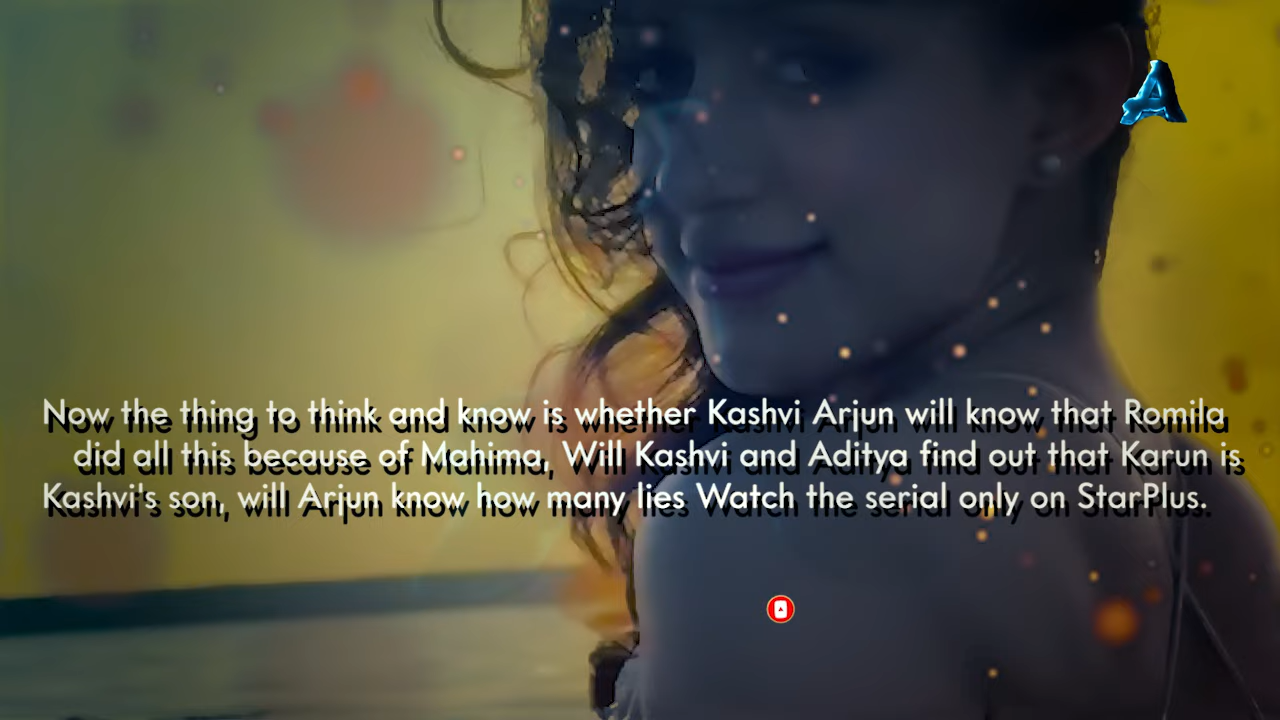 A
Now the thing to think and know is whether Kashvi Arjun will know that Romila
did all this because of Mahima, Will Kashvi and Aditya find out that Karun is
Kashvi's son, will Arjun know how many lies Watch the serial only on StarPlus.